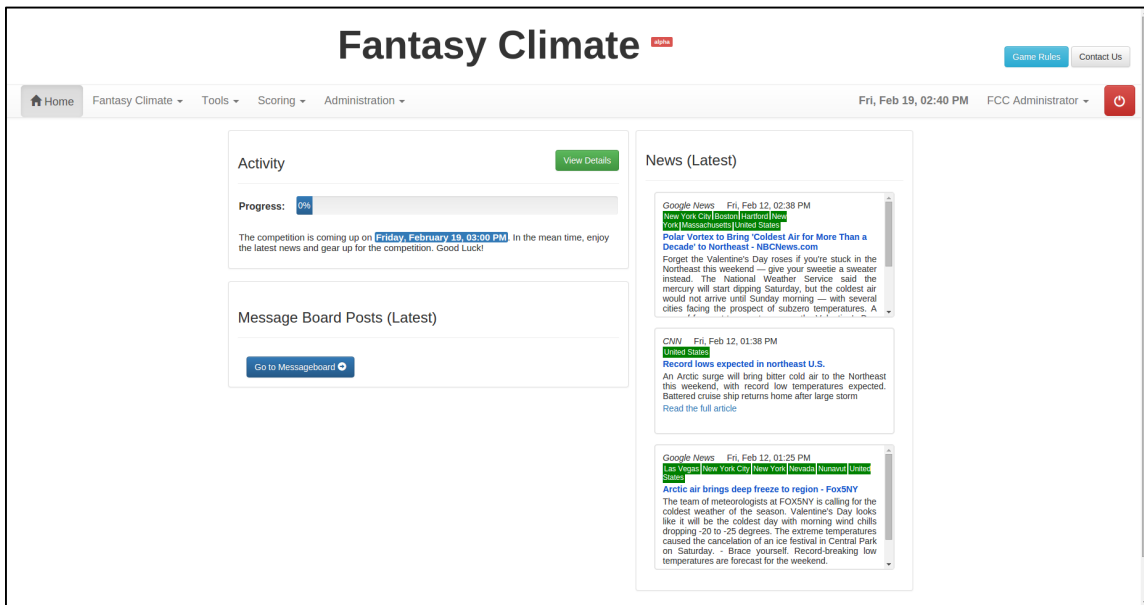 Fantasy Climate alpha
Game Rules Contact Us
Home Fantasy Climate Tools Scoring Administration Fri, Feb 19, 02:40 PM FCC Administrator
Activity
View Details
Progress: 0%
The competition is coming up on Friday, February 19, 03:00 PM. In the mean time, enjoy
the latest news and gear up for the competition. Good Luck!
Message Board Posts (Latest)
Go to Messageboard
News (Latest)
Google News Fri, Feb 12, 02:38 PM
New York City Boston Hartford New
York Massachusetts United States
Polar Vortex to Bring 'Coldest Air for More Than a
Decade' to Northeast - NBCNews.com
Forget the Valentine's Day roses if you're stuck in the
Northeast this weekend — give your sweetie a sweater
instead. The National Weather Service said the
mercury will start dipping Saturday, but the coldest air
would not arrive until Sunday morning — with several
cities facing the prospect of subzero temperatures. A
CNN Fri, Feb 12, 01:38 PM
United States
Record lows expected in northeast U.S.
An Arctic surge will bring bitter cold air to the Northeast
this weekend, with record low temperatures expected.
Battered cruise ship returns home after large storm
Read the full article
Google News Fri, Feb 12, 01:25 PM
Las Vegas New York City New York Nevada Nunavut United
States
Arctic air brings deep freeze to region - Fox5NY
The team of meteorologists at FOX5NY is calling for the
coldest weather of the season. Valentine's Day looks
like it will be the coldest day with morning wind chills
dropping -20 to -25 degrees. The extreme temperatures
caused the cancelation of an ice festival in Central Park
on Saturday. - Brace yourself. Record-breaking low
temperatures are forecast for the weekend.